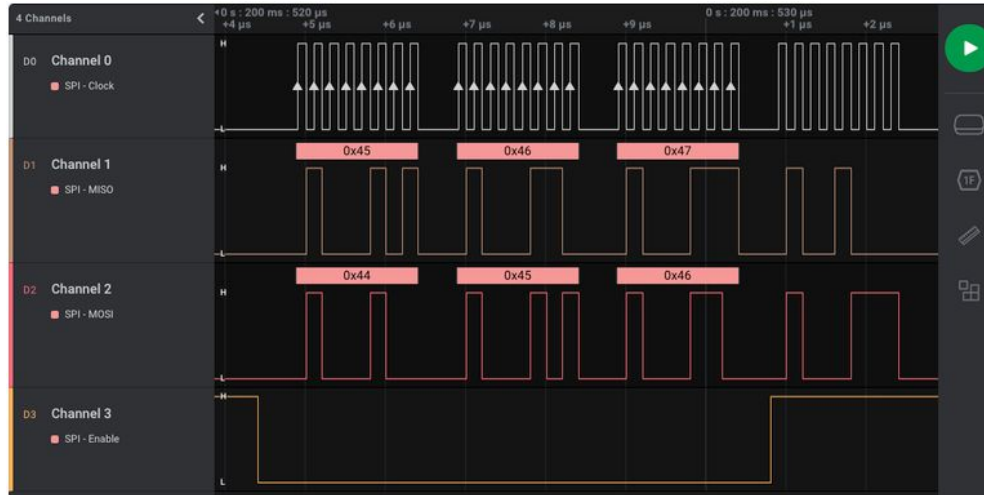 4 Channels
+0 s : 200 ms : 520 µs
0 s : 200 ms : 530 µs
+4 µs +5 µs +6 µs +7 µs +8 µs +9 µs +1 µs +2 µs
D0 Channel 0
SPI - Clock
H
L
D1 Channel 1
SPI - MISO
H
L
0x45 0x46 0x47
D2 Channel 2
SPI - MOSI
H
L
0x44 0x45 0x46
D3 Channel 3
SPI - Enable
H
L
1F